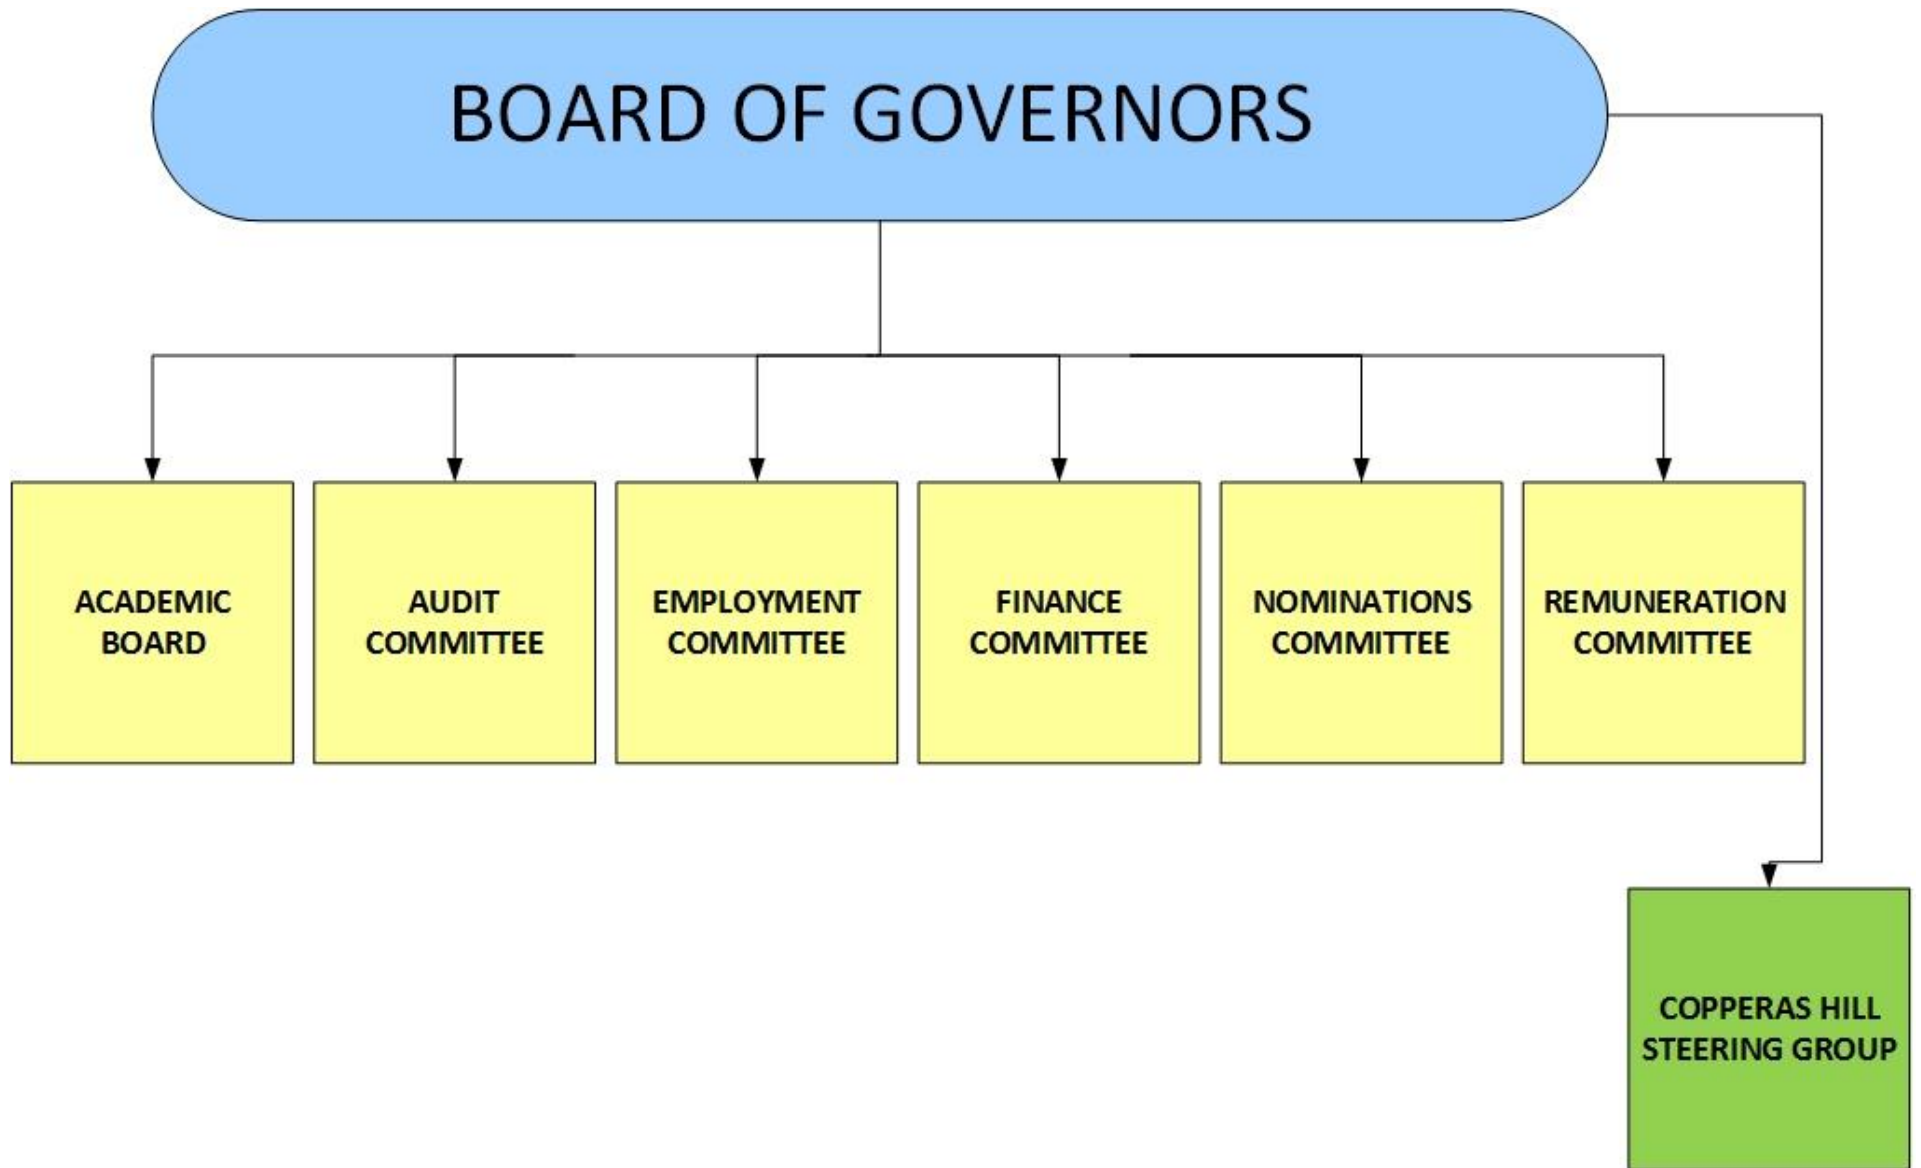 BOARD OF GOVERNORS
ACADEMIC
BOARD
AUDIT
COMMITTEE
EMPLOYMENT
COMMITTEE
FINANCE
COMMITTEE
NOMINATIONS
COMMITTEE
REMUNERATION
COMMITTEE
COPPERAS HILL
STEERING GROUP